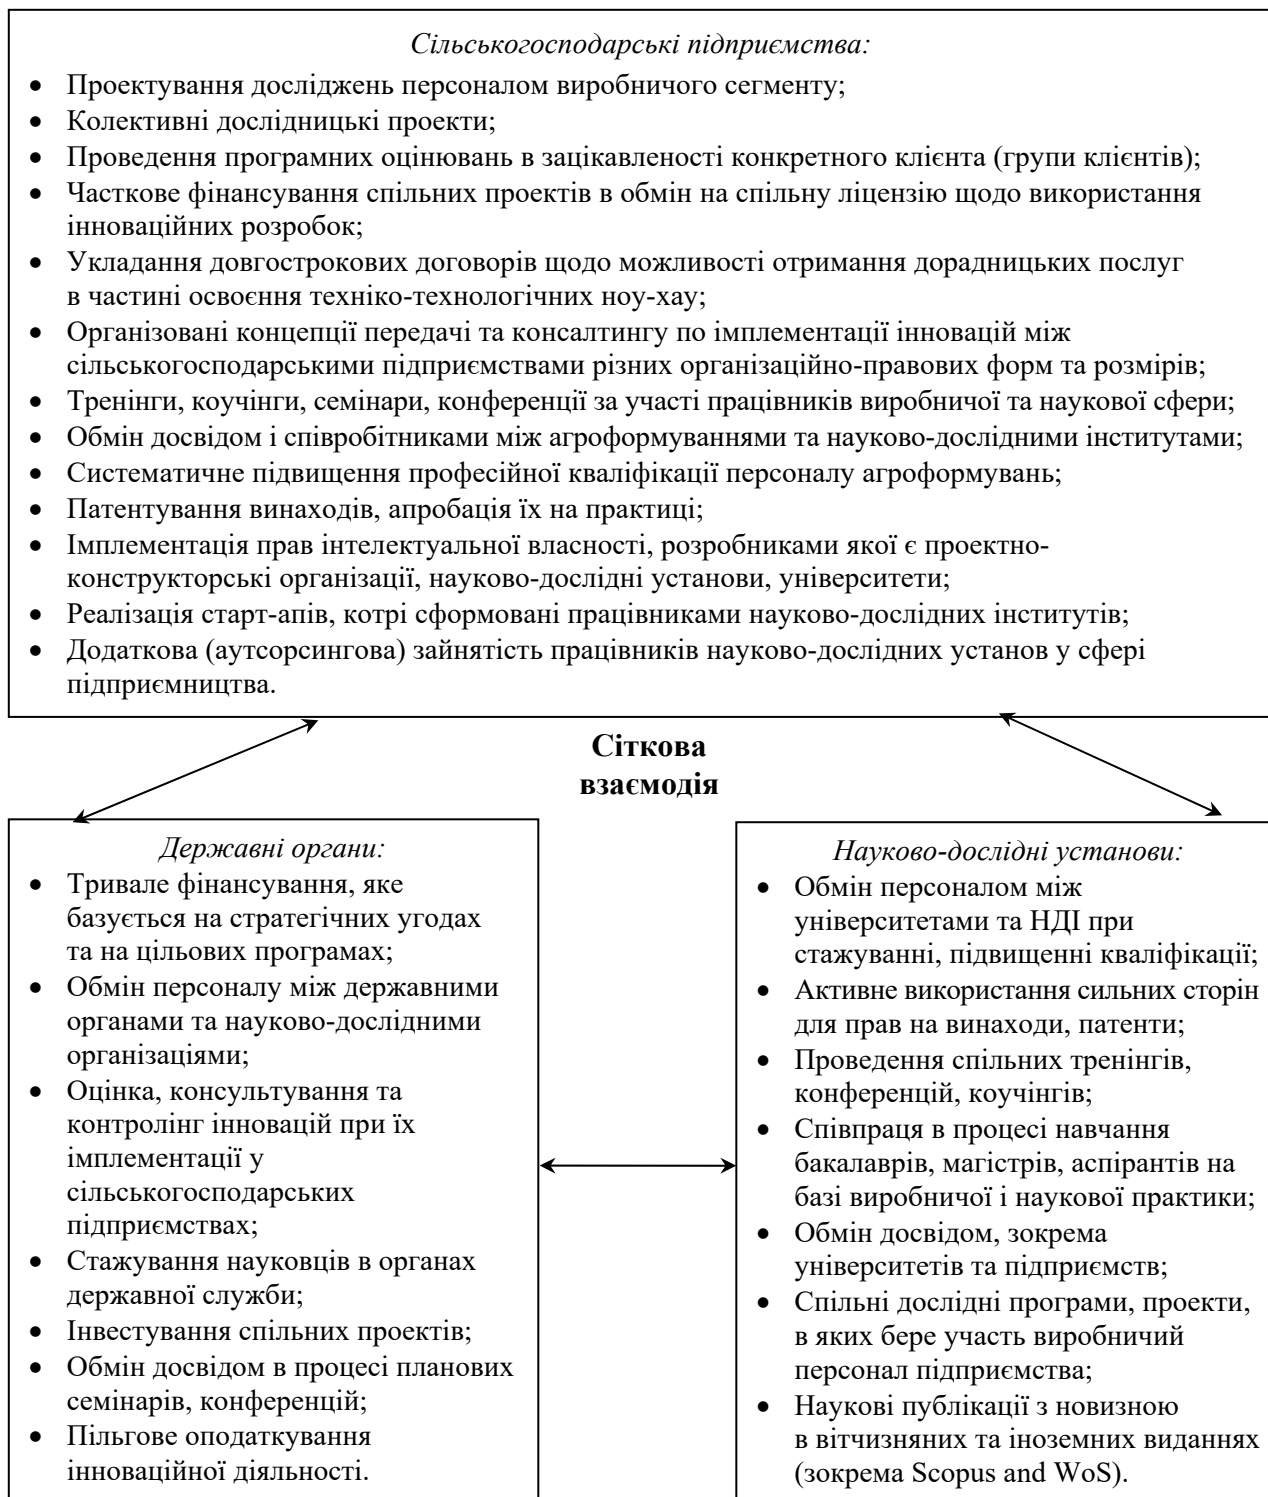 Сільськогосподарські підприємства:
• Проектування досліджень персоналом виробничого сегменту;
• Колективні дослідницькі проекти;
• Проведення програмних оцінювань в зацікавленості конкретного клієнта (групи клієнтів);
• Часткове фінансування спільних проектів в обмін на спільну ліцензію щодо використання
інноваційних розробок;
• Укладання довгострокових договорів щодо можливості отримання дорадницьких послуг
в частині освоєння техніко-технологічних ноу-хау;
• Організовані концепції передачі та консалтингу по імплементації інновацій між
сільськогосподарськими підприємствами різних організаційно-правових форм та розмірів;
• Тренінги, коучінги, семінари, конференції за участі працівників виробничої та наукової сфери;
• Обмін досвідом і співробітниками між агроформуваннями та науково-дослідними інститутами;
• Систематичне підвищення професійної кваліфікації персоналу агроформувань;
• Патентування винаходів, апробація їх на практиці;
• Імплементація прав інтелектуальної власності, розробниками якої є проектно-
конструкторські організації, науково-дослідні установи, університети;
• Реалізація старт-апів, котрі сформовані працівниками науково-дослідних інститутів;
• Додаткова (аутсорсингова) зайнятість працівників науково-дослідних установ у сфері
підприємництва.
Сіткова
взаємодія
Державні органи:
• Тривале фінансування, яке
базується на стратегічних угодах
та на цільових програмах;
• Обмін персоналу між державними
органами та науково-дослідними
організаціями;
• Оцінка, консультування та
контролінг інновацій при їх
імплементації у
сільськогосподарських
підприємствах;
• Стажування науковців в органах
державної служби;
• Інвестування спільних проектів;
• Обмін досвідом в процесі планових
семінарів, конференцій;
• Пільгове оподаткування
інноваційної діяльності.
Науково-дослідні установи:
• Обмін персоналом між
університетами та НДІ при
стажуванні, підвищенні кваліфікації;
• Активне використання сильних сторін
для прав на винаходи, патенти;
• Проведення спільних тренінгів,
конференцій, коучінгів;
• Співпраця в процесі навчання
бакалаврів, магістрів, аспірантів на
базі виробничої і наукової практики;
• Обмін досвідом, зокрема
університетів та підприємств;
• Спільні дослідні програми, проекти,
в яких бере участь виробничий
персонал підприємства;
• Наукові публікації з новизною
в вітчизняних та іноземних виданнях
(зокрема Scopus and WoS).